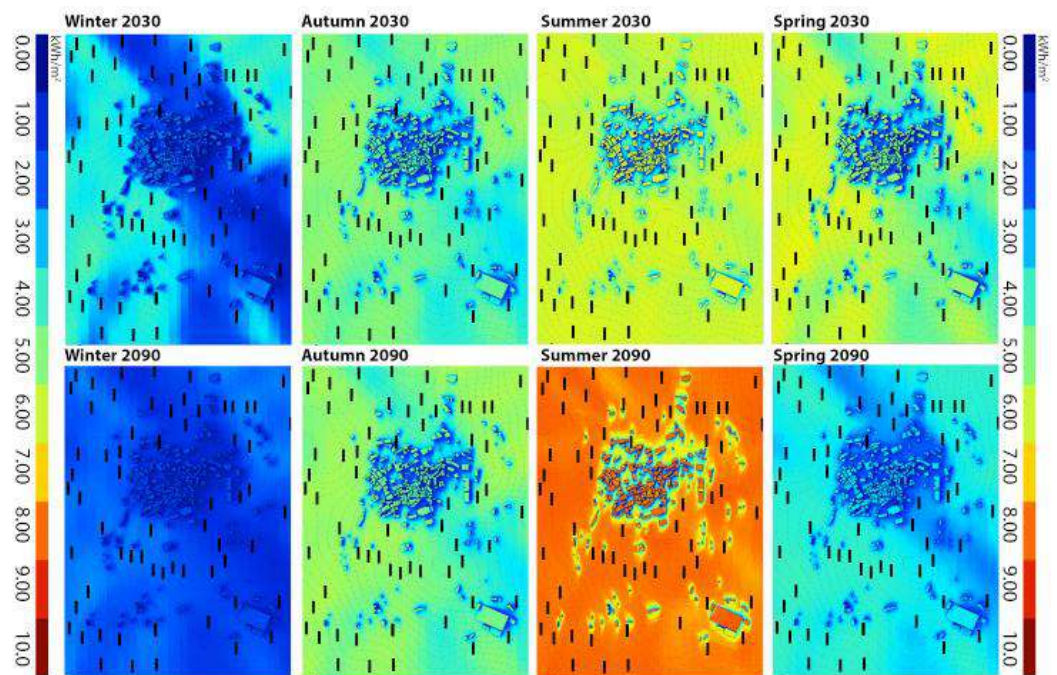 Winter 2030
Autumn 2030
Summer 2030
Spring 2030
kWh/m²
0.00
1.00
2.00
3.00
4.00
5.00
6.00
7.00
8.00
9.00
10.0
kWh/m²
0.00
1.00
2.00
3.00
4.00
5.00
6.00
7.00
8.00
9.00
10.0
Winter 2090
Autumn 2090
Summer 2090
Spring 2090